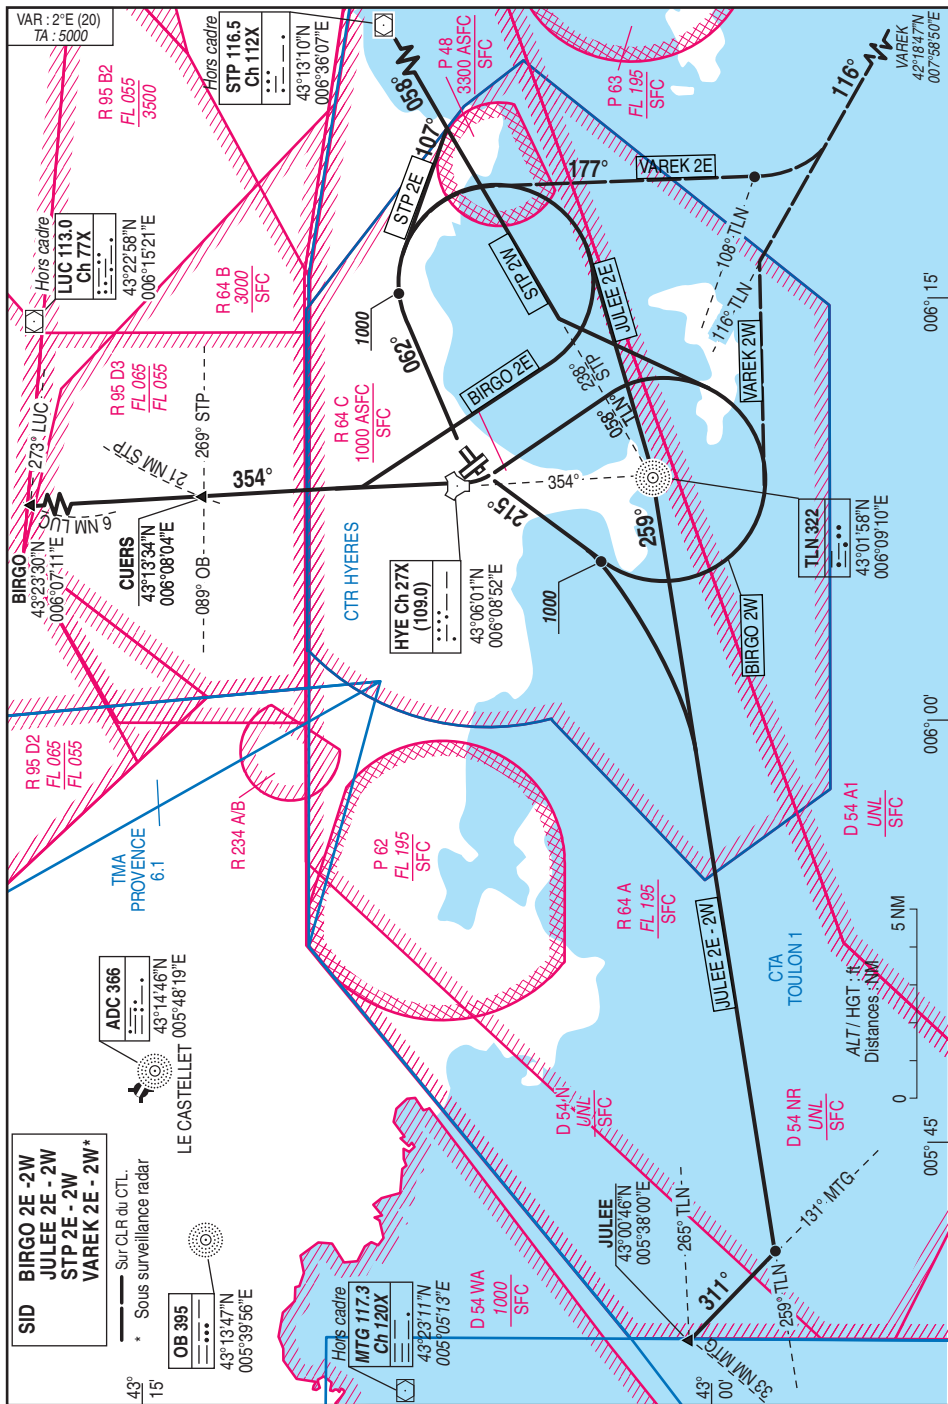 SID BIRGO 2E -2W
JULEE 2E - 2W
STP 2E - 2W
VAREK 2E - 2W*
Sur CLR du CTL.
* Sous surveillance radar
OB 395
43°13'47"N
005°39'56"E
ADC 366
43°14'46"N
005°48'19"E
LE CASTELLET
TMA
PROVENCE
6.1
R 95 D2
FL 065
FL 055
R 234 A/B
BIRGO
43°23'30"N
006°07'11"E
273° LUC
6 NM LUC
21 NM STP
CUERS
43°13'34"N
006°08'04"E
089° OB
269° STP
354°
R 95 D3
FL 065
FL 055
Hors cadre
LUC 113.0
Ch 77X
43°22'58"N
006°15'21"E
R 64 B
3000
SFC
R 95 B2
FL 055
3500
VAR : 2°E (20)
TA : 5000
Hors cadre
STP 116.5
Ch 112X
43°13'10"N
006°36'07"E
43°
15'
Hors cadre
MTG 117.3
Ch 120X
43°23'11"N
005°05'13"E
D 54 WA
1000
SFC
P 62
FL 195
SFC
CTR HYERES
R 64 C
1000 ASFC
SFC
HYE Ch 27X
(109.0)
43°06'01"N
006°08'52"E
1000
062°
STP 2E
107°
058°
P 48
3300 ASFC
SFC
P 63
FL 195
SFC
BIRGO 2E
STP 2W
JULEE 2E
177°
VAREK 2E
116°
VAREK
42°18'47"N
007°58'50"E
354°
215°
1000
058° TLN
238° STP
259°
BIRGO 2W
TLN 322
43°01'58"N
006°09'10"E
108° TLN
116° TLN
VAREK 2W
R 64 A
FL 195
SFC
JULEE 2E - 2W
D 54 N
UNL
SFC
D 54 NR
UNL
SFC
CTA
TOULON 1
D 54 A1
UNL
SFC
JULEE
43°00'46"N
005°38'00"E
265° TLN
311°
131° MTG
259° TLN
33 NM MTG
43°
00'
ALT / HGT : ft
Distances : NM
0
5 NM
005° 45'
006° 00'
006° 15'